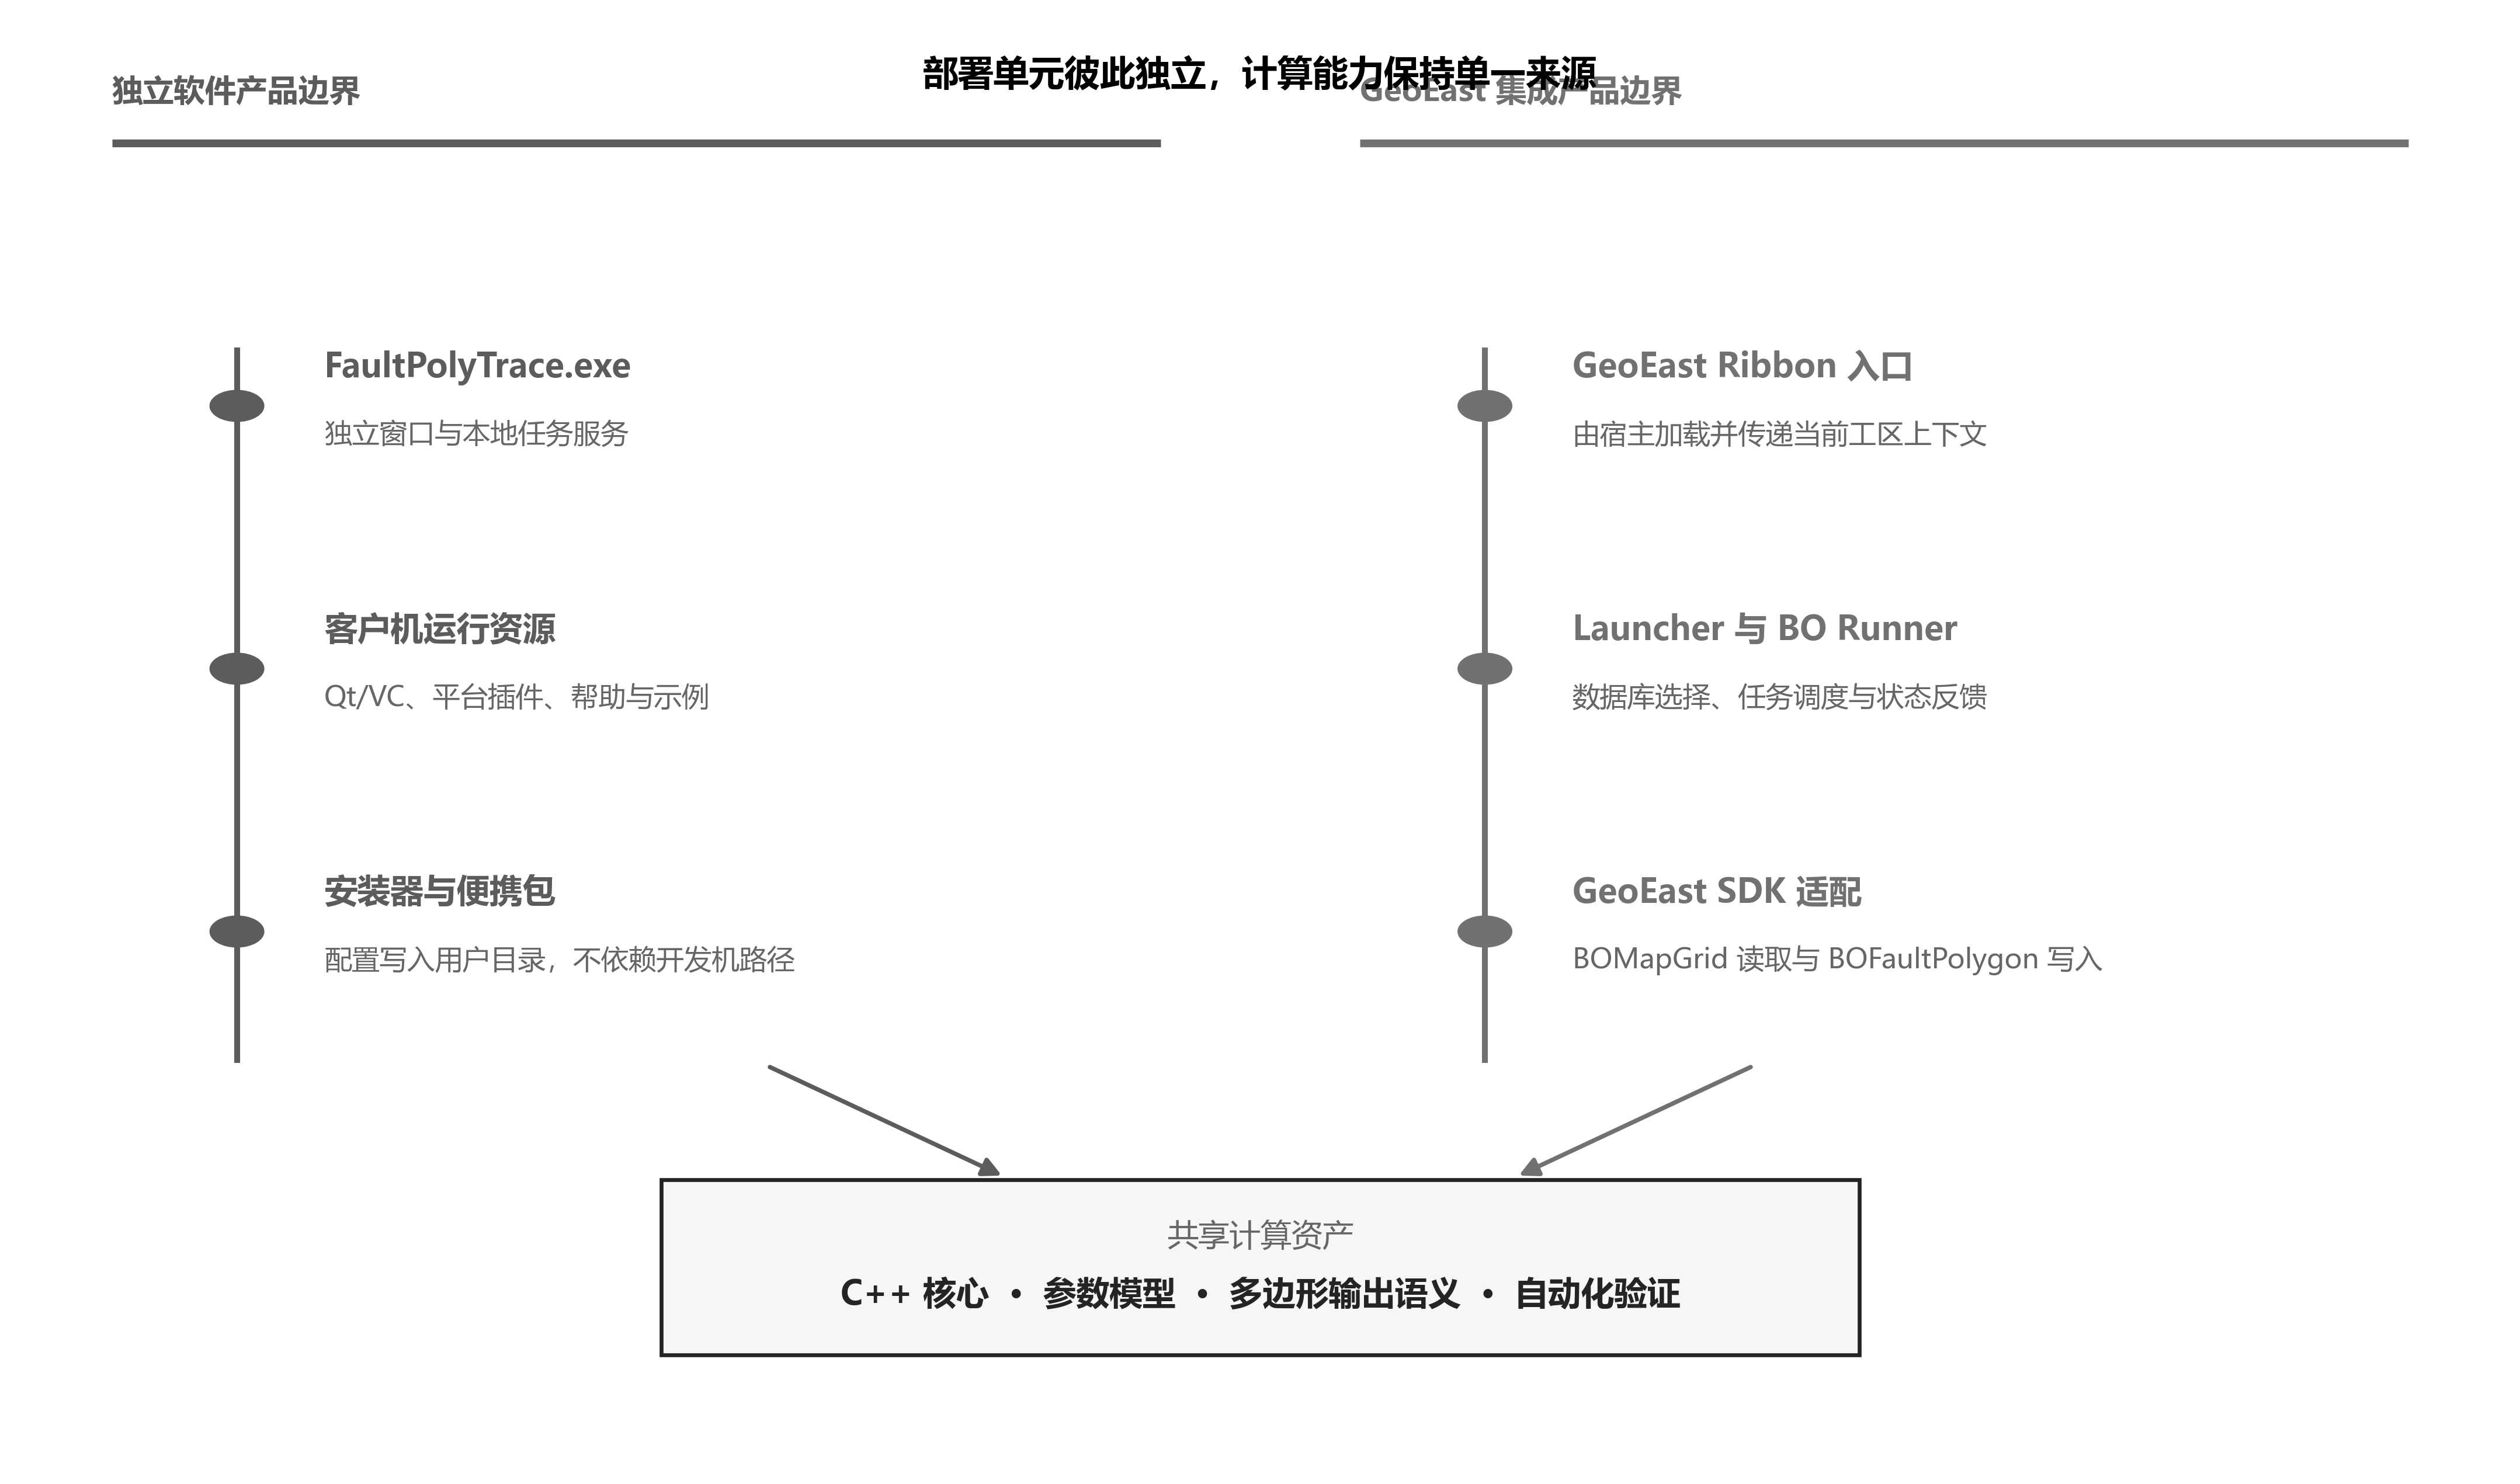 部署单元彼此独立，计算能力保持单一来源
独立软件产品边界
GeoEast 集成产品边界
FaultPolyTrace.exe
独立窗口与本地任务服务
客户机运行资源
Qt/VC、平台插件、帮助与示例
安装器与便携包
配置写入用户目录，不依赖开发机路径
GeoEast Ribbon 入口
由宿主加载并传递当前工区上下文
Launcher 与 BO Runner
数据库选择、任务调度与状态反馈
GeoEast SDK 适配
BOMapGrid 读取与 BOFaultPolygon 写入
共享计算资产
C++ 核心 · 参数模型 · 多边形输出语义 · 自动化验证